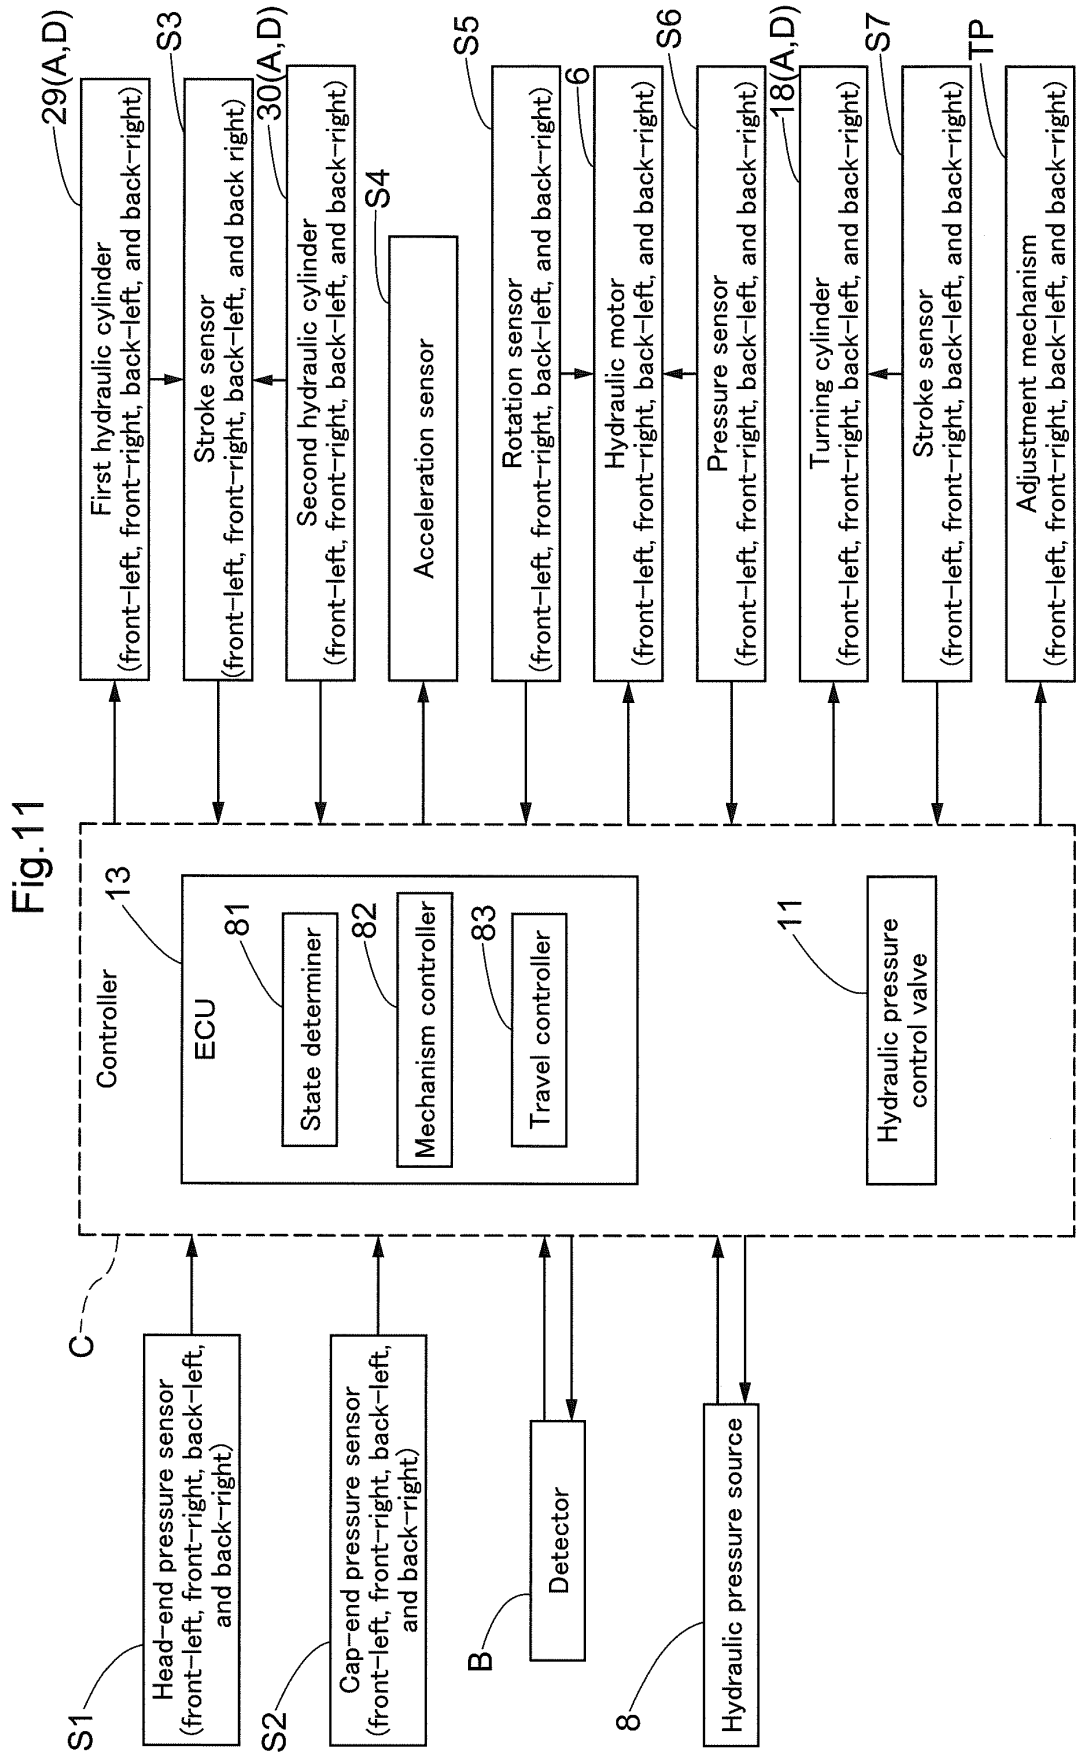 Fig.11
S1
Head-end pressure sensor
(front-left, front-right, back-left,
and back-right)
S2
Cap-end pressure sensor
(front-left, front-right, back-left,
and back-right)
B
Detector
8
Hydraulic pressure source
C
Controller
13
ECU
81
State determiner
82
Mechanism controller
83
Travel controller
11
Hydraulic pressure
control valve
29(A,D)
First hydraulic cylinder
(front-left, front-right, back-left, and back-right)
S3
Stroke sensor
(front-left, front-right, back-left, and back right)
30(A,D)
Second hydraulic cylinder
(front-left, front-right, back-left, and back-right)
S4
Acceleration sensor
S5
Rotation sensor
(front-left, front-right, back-left, and back-right)
6
Hydraulic motor
(front-left, front-right, back-left, and back-right)
S6
Pressure sensor
(front-left, front-right, back-left, and back-right)
18(A,D)
Turning cylinder
(front-left, front-right, back-left, and back-right)
S7
Stroke sensor
(front-left, front-right, back-left, and back-right)
TP
Adjustment mechanism
(front-left, front-right, back-left, and back-right)